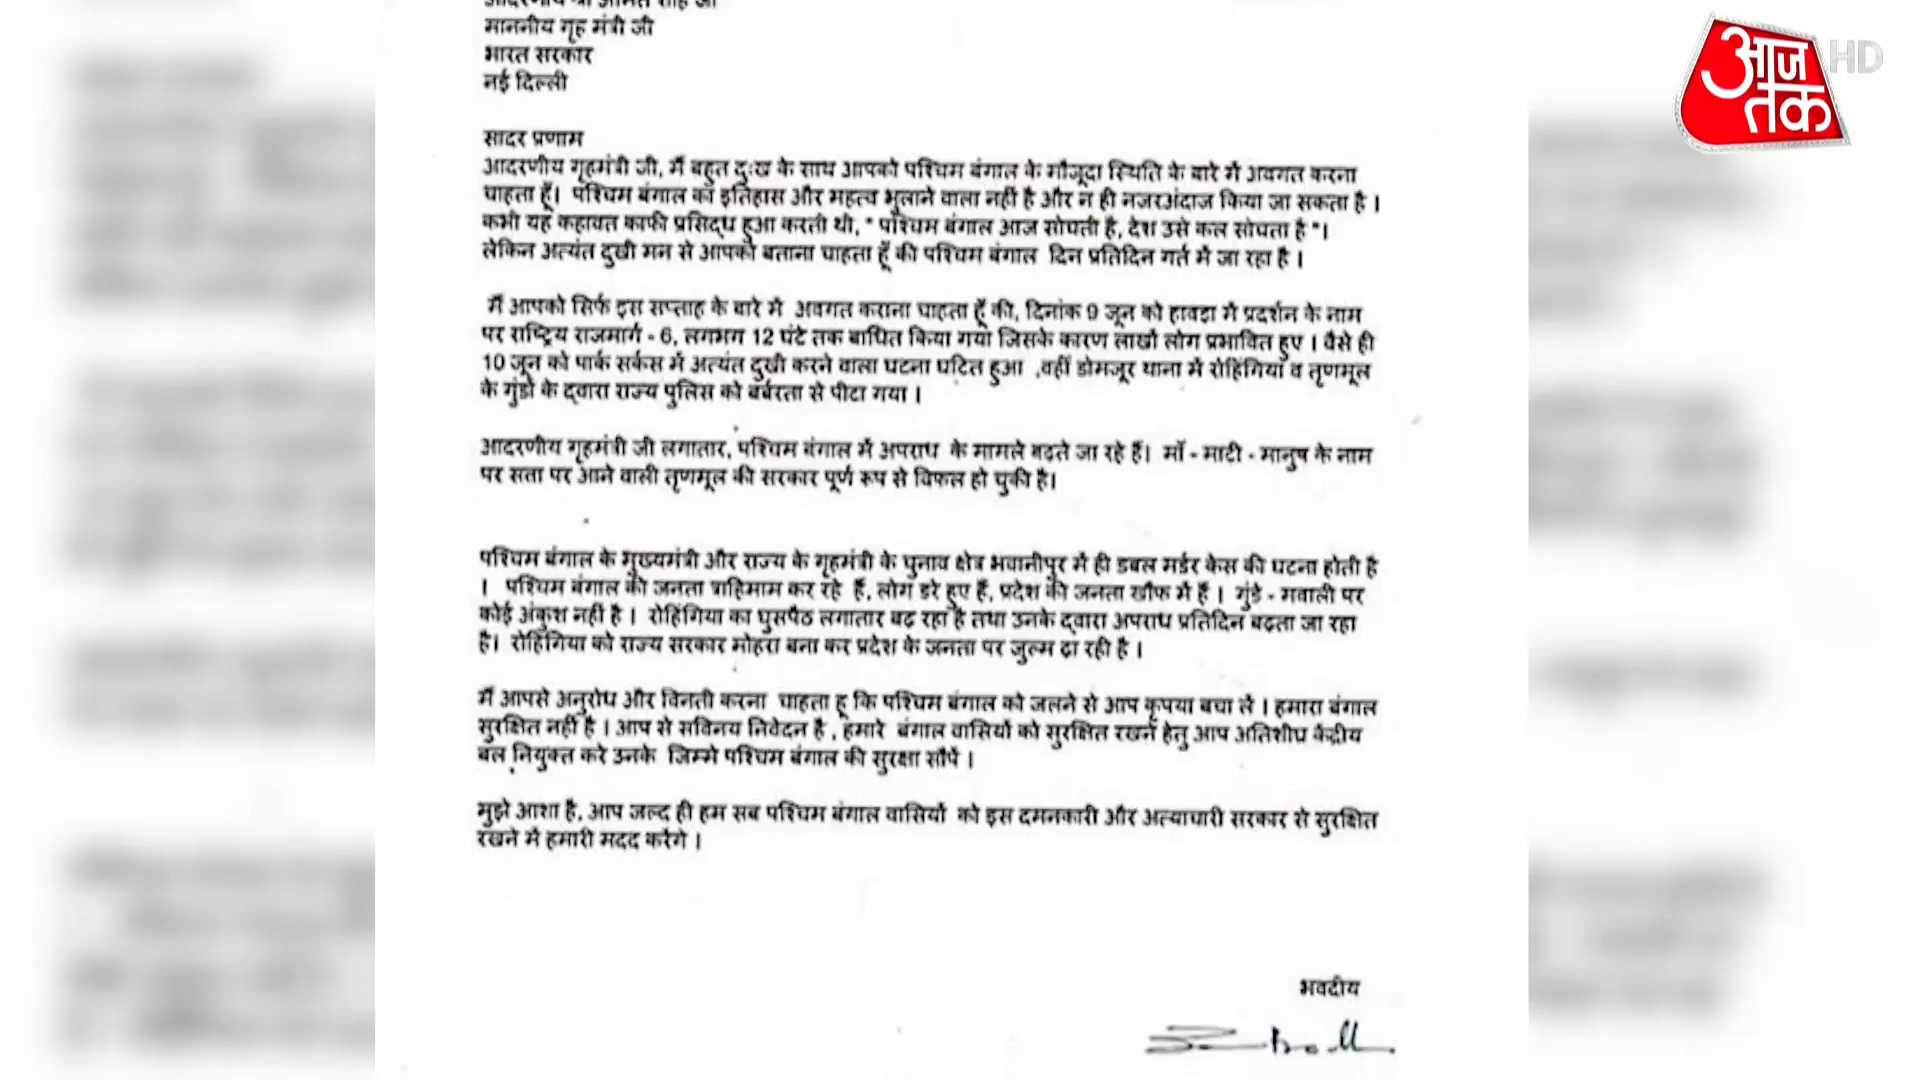 माननीय गृह मंत्री जी
भारत सरकार
नई दिल्ली
सादर प्रणाम
आदरणीय गृहमंत्री जी, मैं बहुत दुःख के साथ आपको पश्चिम बंगाल के मौजूदा स्थिति के बारे में अवगत करना
चाहता हूँ। पश्चिम बंगाल का इतिहास और महत्व भुलाने वाला नहीं है और न ही नजरअंदाज किया जा सकता है ।
कभी यह कहावत काफी प्रसिद्ध हुआ करती थी, " पश्चिम बंगाल आज सोचती है, देश उसे कल सोचता है "।
लेकिन अत्यंत दुखी मन से आपको बताना चाहता हूँ की पश्चिम बंगाल दिन प्रतिदिन गर्त में जा रहा है ।
मैं आपको सिर्फ इस सप्ताह के बारे में अवगत कराना चाहता हूँ की, दिनांक 9 जून को हावड़ा में प्रदर्शन के नाम
पर राष्ट्रिय राजमार्ग - 6, लगभग 12 घंटे तक बाधित किया गया जिसके कारण लाखों लोग प्रभावित हुए । वैसे ही
10 जून को पार्क सर्कस में अत्यंत दुखी करने वाला घटना घटित हुआ ,वहीं डोमजूर थाना में रोहिंगिया व तृणमूल
के गुंडों के द्वारा राज्य पुलिस को बर्बरता से पीटा गया ।
आदरणीय गृहमंत्री जी लगातार, पश्चिम बंगाल में अपराध के मामले बढ़ते जा रहे हैं। माँ - माटी - मानुष के नाम
पर सता पर आने वाली तृणमूल की सरकार पूर्ण रूप से विफल हो चुकी है।
पश्चिम बंगाल के मुख्यमंत्री और राज्य के गृहमंत्री के चुनाव क्षेत्र भवानीपुर में ही डबल मर्डर केस की घटना होती है
। पश्चिम बंगाल की जनता त्राहिमाम कर रहे हैं, लोग डरे हुए हैं, प्रदेश की जनता खौफ में हैं । गुंडे - मवाली पर
कोई अंकुश नहीं है । रोहिंगिया का घुसपैठ लगातार बढ़ रहा है तथा उनके द्वारा अपराध प्रतिदिन बढ़ता जा रहा
है। रोहिंगिया को राज्य सरकार मोहरा बना कर प्रदेश के जनता पर जुल्म ढा रही है ।
मैं आपसे अनुरोध और विनती करना चाहता हू कि पश्चिम बंगाल को जलने से आप कृपया बचा लें । हमारा बंगाल
सुरक्षित नहीं है । आप से सविनय निवेदन है , हमारे बंगाल वासियों को सुरक्षित रखने हेतु आप अतिशीघ्र केंद्रीय
बल नियुक्त करे उनके जिम्मे पश्चिम बंगाल की सुरक्षा सौंपें ।
मुझे आशा है, आप जल्द ही हम सब पश्चिम बंगाल वासियों को इस दमनकारी और अत्याचारी सरकार से सुरक्षित
रखने में हमारी मदद करेंगे ।
भवदीय
आज
तक
HD